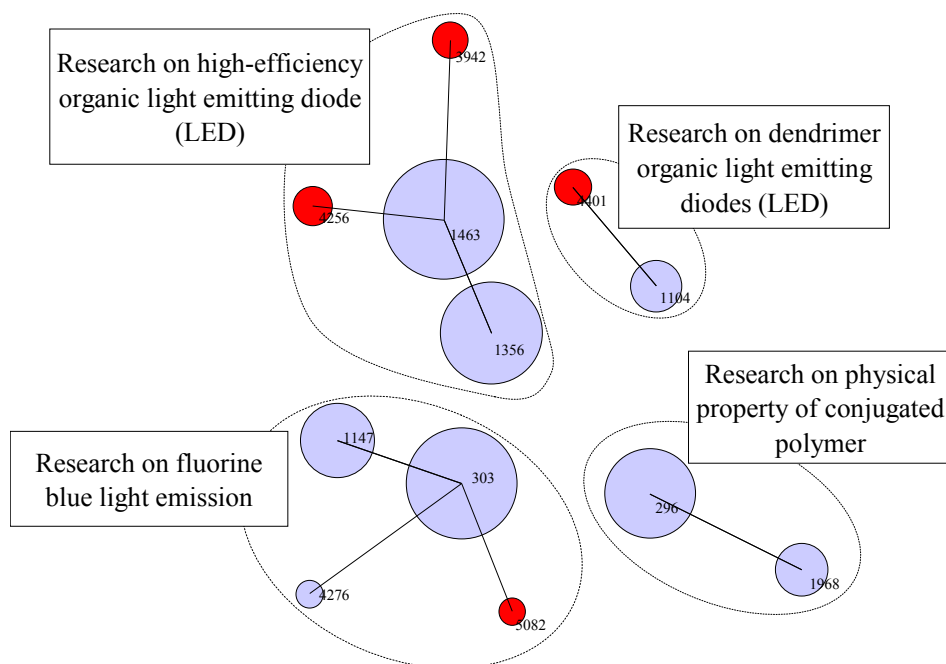 Research on high-efficiency
organic light emitting diode
(LED)
3942
Research on dendrimer
organic light emitting
diodes (LED)
4401
4256
1463
1104
1356
Research on physical
property of conjugated
polymer
1147
Research on fluorine
blue light emission
303
296
1968
4276
5082